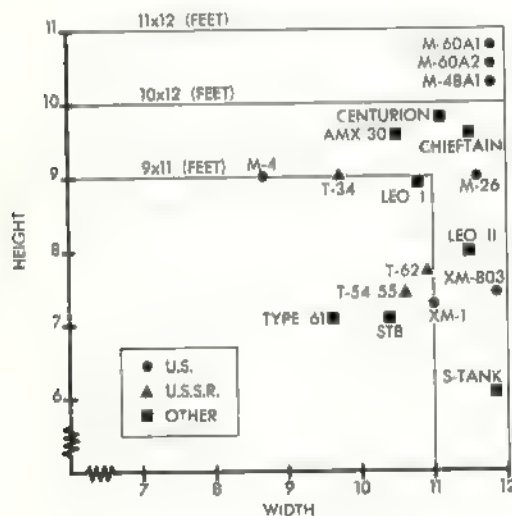 11x12 (FEET)
11
M-60A1
M-60A2
M-48A1
10x12 (FEET)
10
CENTURION
AMX 30
CHIEFTAIN
9x11 (FEET)
M-4
9
T-34
LEO I
M-26
HEIGHT
LEO II
8
T-62
XM-803
T-54 55
XM-1
TYPE 61
STB
7
S-TANK
U.S.
U.S.S.R.
OTHER
6
7 8 9 10 11 12
WIDTH